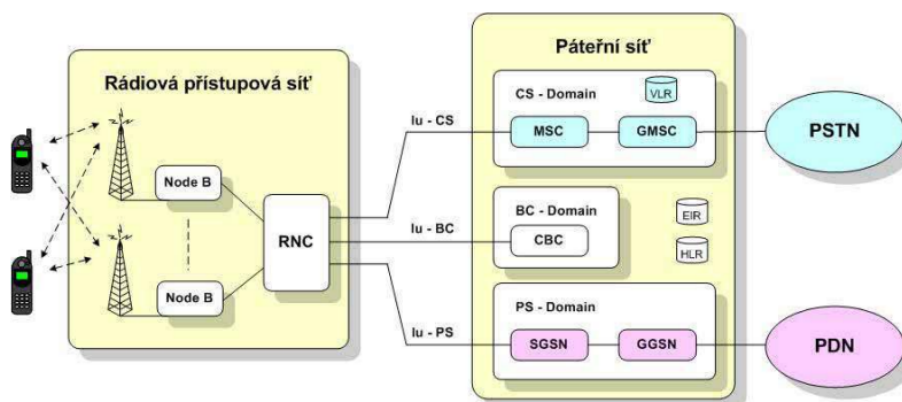 Rádiová přístupová síť
Node B
Node B
RNC
Iu - CS
Iu - BC
Iu - PS
Páteřní síť
CS - Domain
VLR
MSC
GMSC
BC - Domain
CBC
EIR
HLR
PS - Domain
SGSN
GGSN
PSTN
PDN